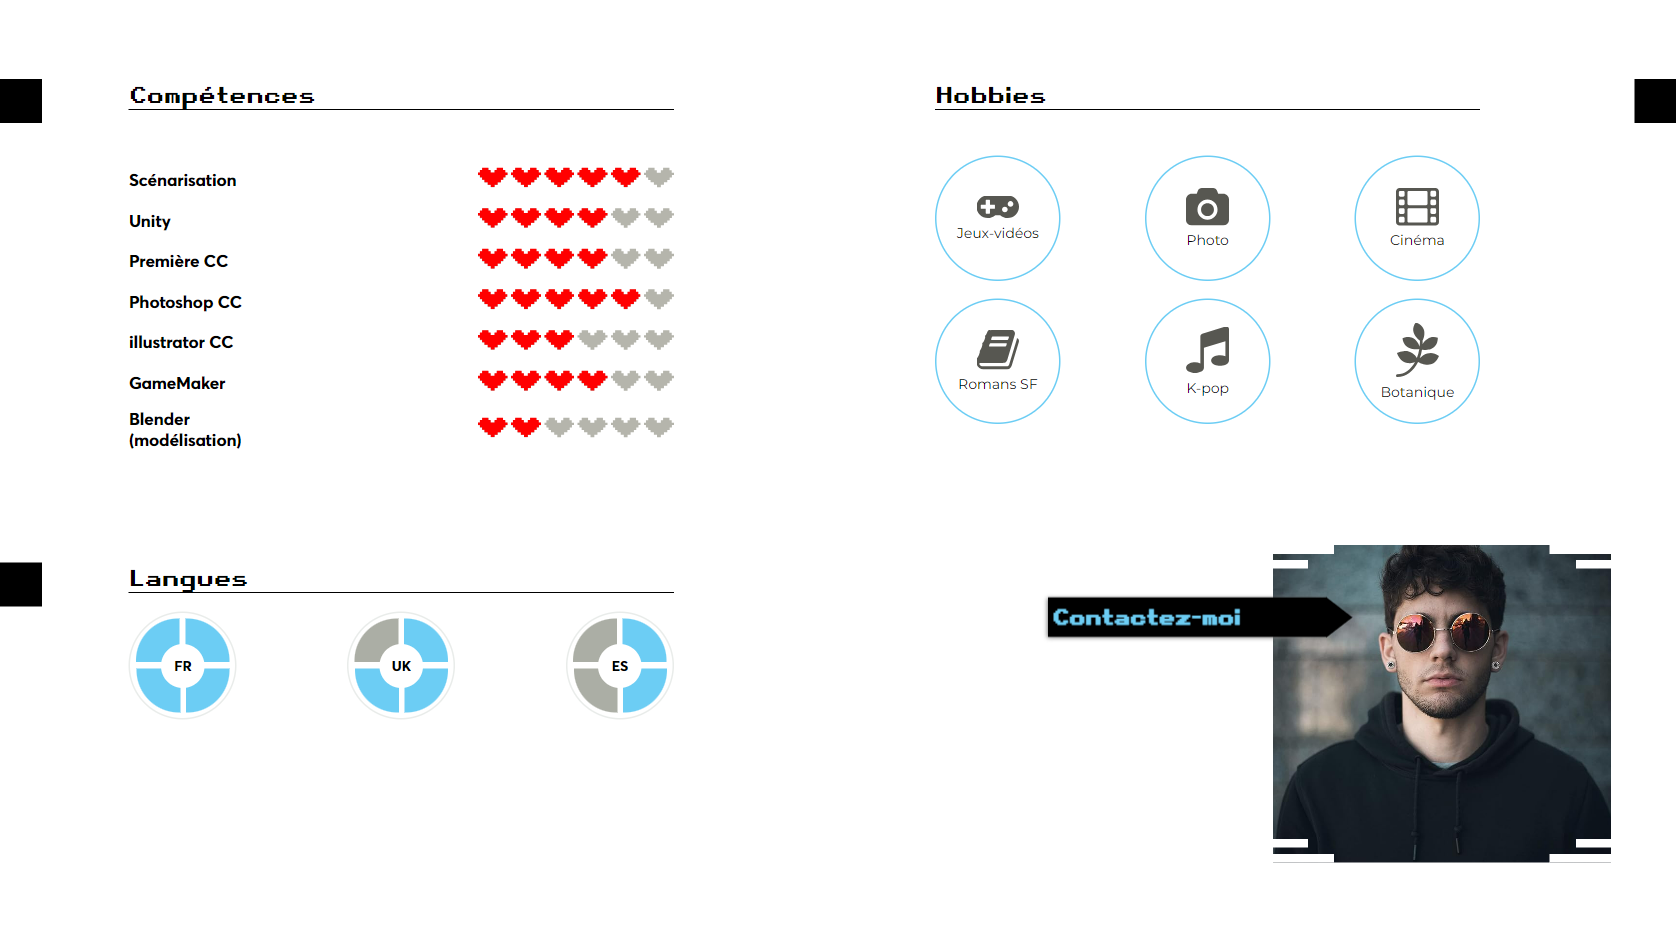 Compétences
Scénarisation
Unity
Première CC
Photoshop CC
illustrator CC
GameMaker
Blender
(modélisation)
Langues
FR
UK
ES
Hobbies
Jeux-vidéos
Photo
Cinéma
Romans SF
K-pop
Botanique
Contactez-moi